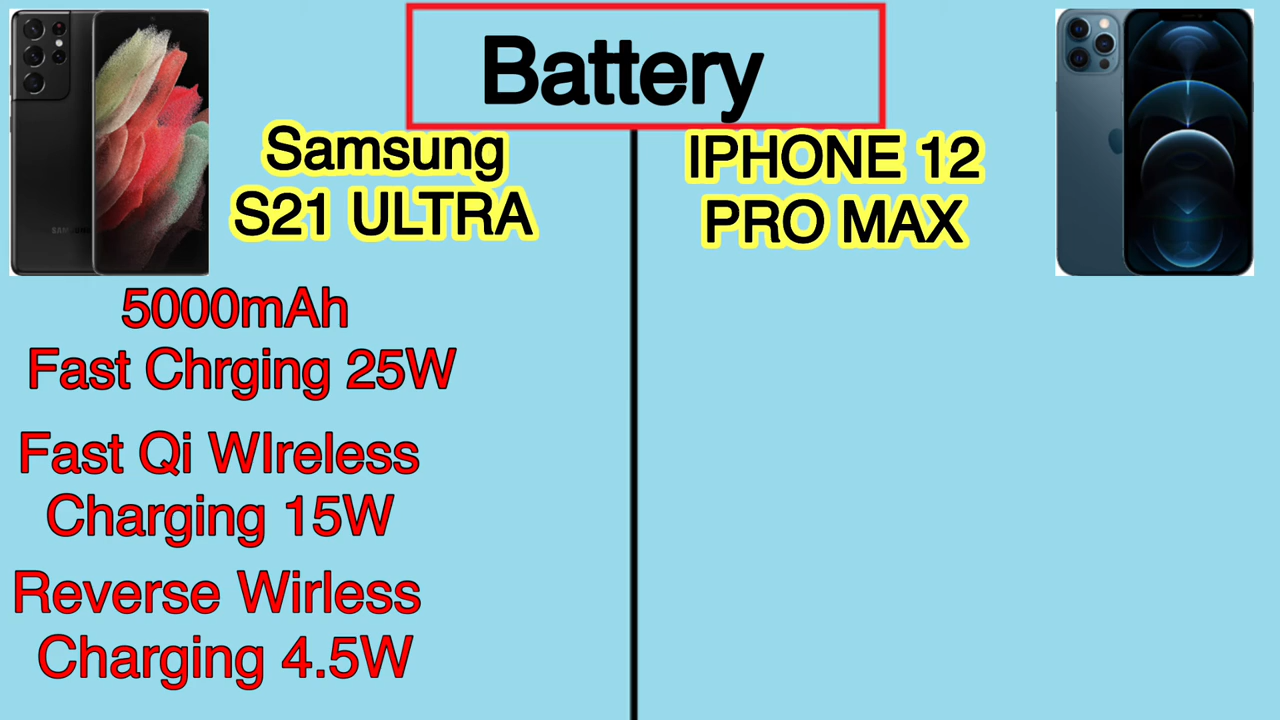 Battery
Samsung
S21 ULTRA
IPHONE 12
PRO MAX
5000mAh
Fast Chrging 25W
Fast Qi WIreless
Charging 15W
Reverse Wirless
Charging 4.5W